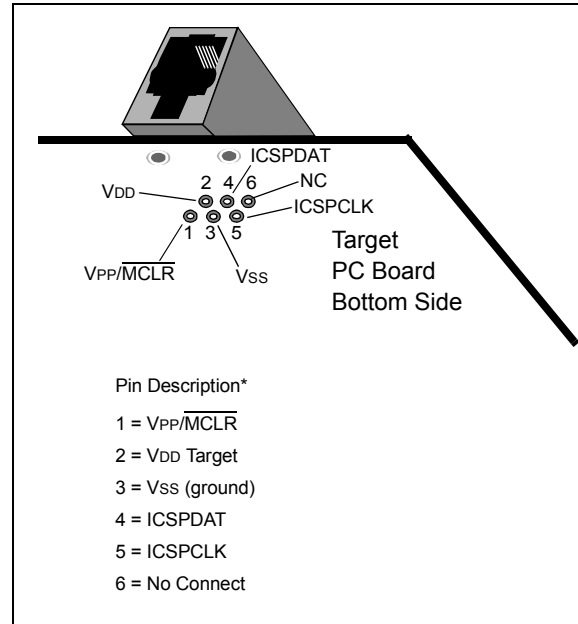 ICSPDAT
2 4 6 NC
VDD
ICSPCLK
1 3 5
VPP/MCLR
VSS
Target
PC Board
Bottom Side
Pin Description*
1 = VPP/MCLR
2 = VDD Target
3 = VSS (ground)
4 = ICSPDAT
5 = ICSPCLK
6 = No Connect